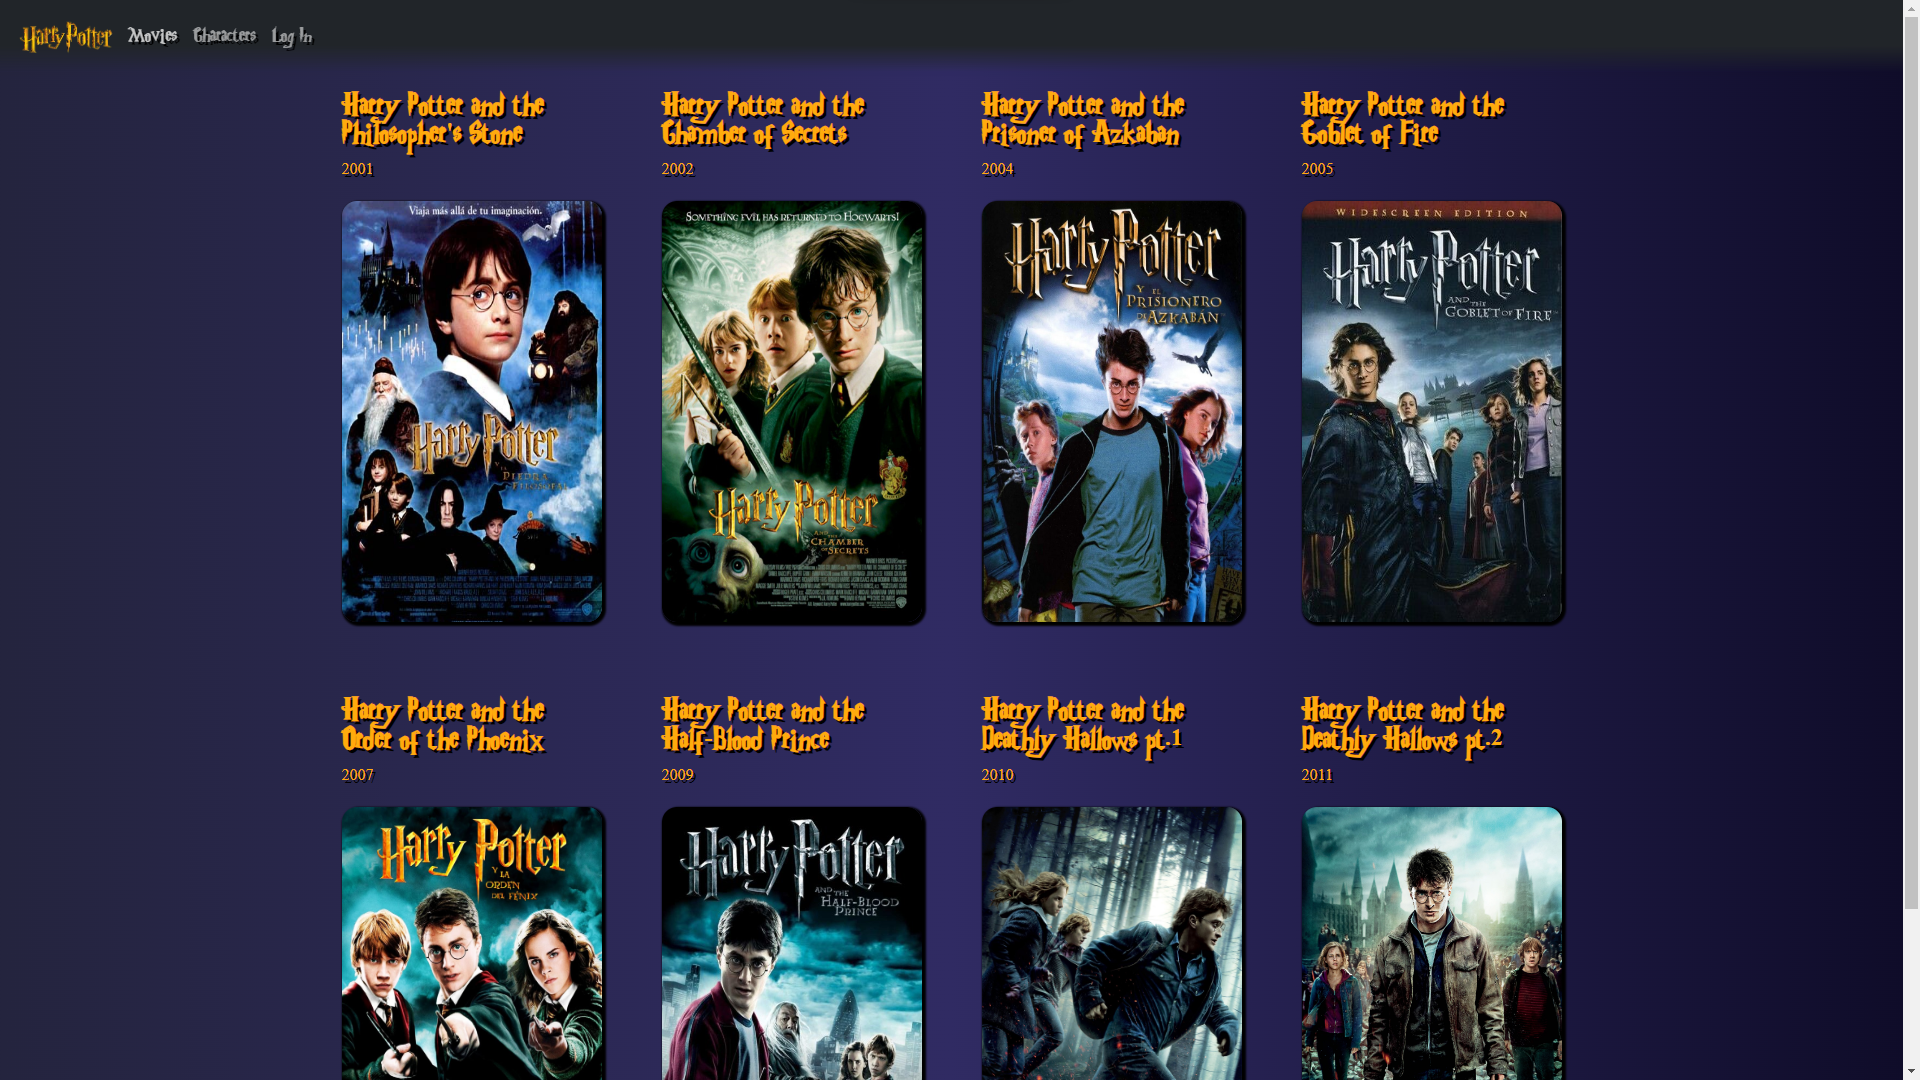 Harry Potter Movies Characters Log In
Harry Potter and the
Philosopher's Stone
2001
Harry Potter and the
Chamber of Secrets
2002
Harry Potter and the
Prisoner of Azkaban
2004
Harry Potter and the
Goblet of Fire
2005
Viaja más allá de tu imaginación.
Harry Potter
Y LA
PIEDRA
FILOSOFAL
SOMETHING EVIL HAS RETURNED TO HOGWARTS!
Harry Potter
AND THE
CHAMBER
OF SECRETS
Harry Potter
Y EL
PRISIONERO
DE AZKABAN
WIDESCREEN EDITION
Harry Potter
AND THE
GOBLET OF FIRE
Harry Potter and the
Order of the Phoenix
2007
Harry Potter and the
Half-Blood Prince
2009
Harry Potter and the
Deathly Hallows pt.1
2010
Harry Potter and the
Deathly Hallows pt.2
2011
Harry Potter
Y LA
ORDEN
DEL FÉNIX
Harry Potter
AND THE
HALF-BLOOD
PRINCE